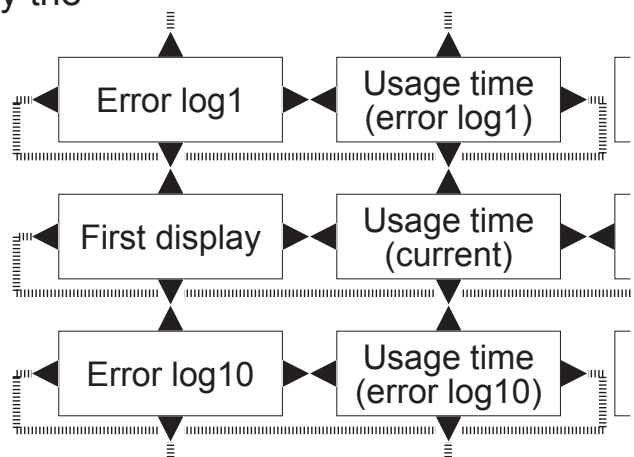 y the
Error log1
Usage time
(error log1)
First display
Usage time
(current)
Error log10
Usage time
(error log10)